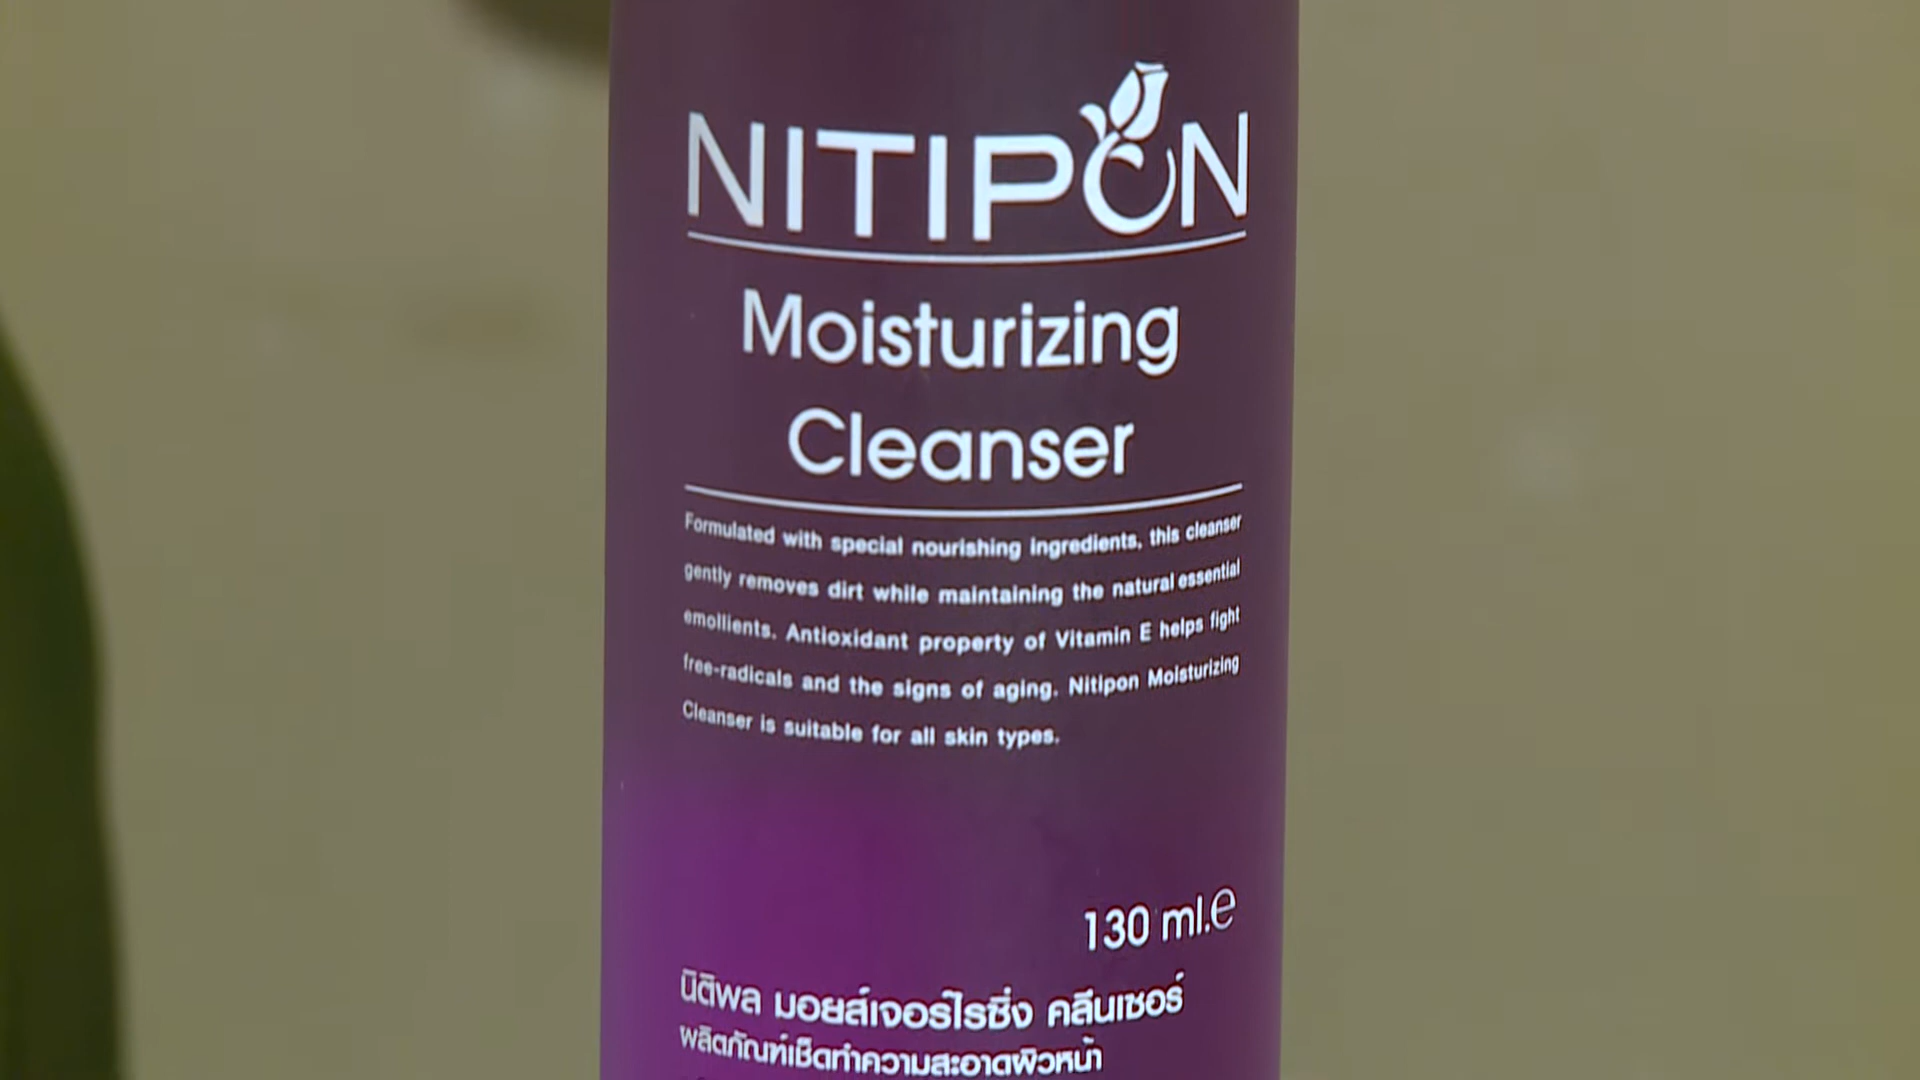 NITIPON
Moisturizing
Cleanser
Formulated with special nourishing ingredients, this cleanser
gently removes dirt while maintaining the natural essential
emollients. Antioxidant property of Vitamin E helps fight
free-radicals and the signs of aging. Nitipon Moisturizing
Cleanser is suitable for all skin types.
130 ml.e
นิติพล มอยส์เจอร์ไรซิ่ง คลีนเซอร์
ผลิตภัณฑ์เช็ดทำความสะอาดผิวหน้า